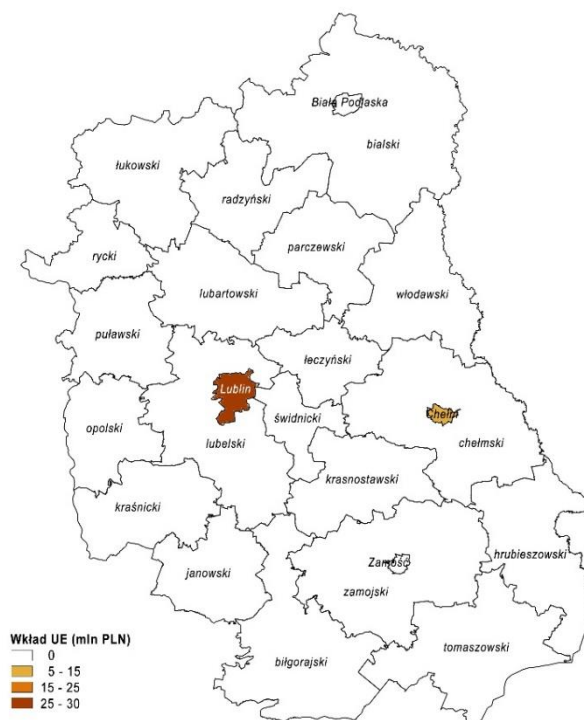 Biała Podlaska
bialski
łukowski
radzyński
parczewski
rycki
lubartowski
włodawski
puławski
łeczyński
Lublin
Chełm
świdnicki
opolski
lubelski
chełmski
krasnostawski
kraśnicki
hrubieszowski
Zamość
janowski
zamojski
tomaszowski
biłgorajski
Wkład UE (mln PLN)
0
5 - 15
15 - 25
25 - 30